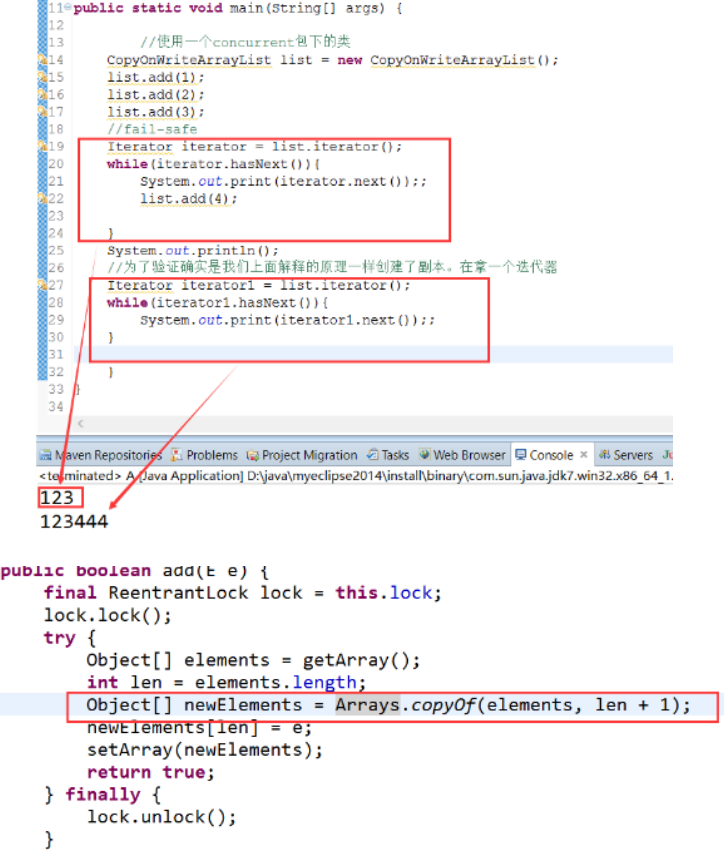 11 public static void main(String[] args) {
12
13 //使用一个concurrent包下的类
14 CopyOnWriteArrayList list = new CopyOnWriteArrayList();
15 list.add(1);
16 list.add(2);
17 list.add(3);
18 //fail-safe
19 Iterator iterator = list.iterator();
20 while(iterator.hasNext()){
21 System.out.print(iterator.next());;
22 list.add(4);
23
24 }
25 System.out.println();
26 //为了验证确实是我们上面解释的原理一样创建了副本。在拿一个迭代器
27 Iterator iterator1 = list.iterator();
28 while(iterator1.hasNext()){
29 System.out.print(iterator1.next());;
30 }
31
32 }
33 }
34
Maven Repositories Problems Project Migration Tasks Web Browser Console Servers
<terminated> A [Java Application] D:\java\myeclipse2014\install\binary\com.sun.java.jdk7.win32.x86_64_1.
123
123444
public boolean add(E e) {
final ReentrantLock lock = this.lock;
lock.lock();
try {
Object[] elements = getArray();
int len = elements.length;
Object[] newElements = Arrays.copyOf(elements, len + 1);
newElements[len] = e;
setArray(newElements);
return true;
} finally {
lock.unlock();
}